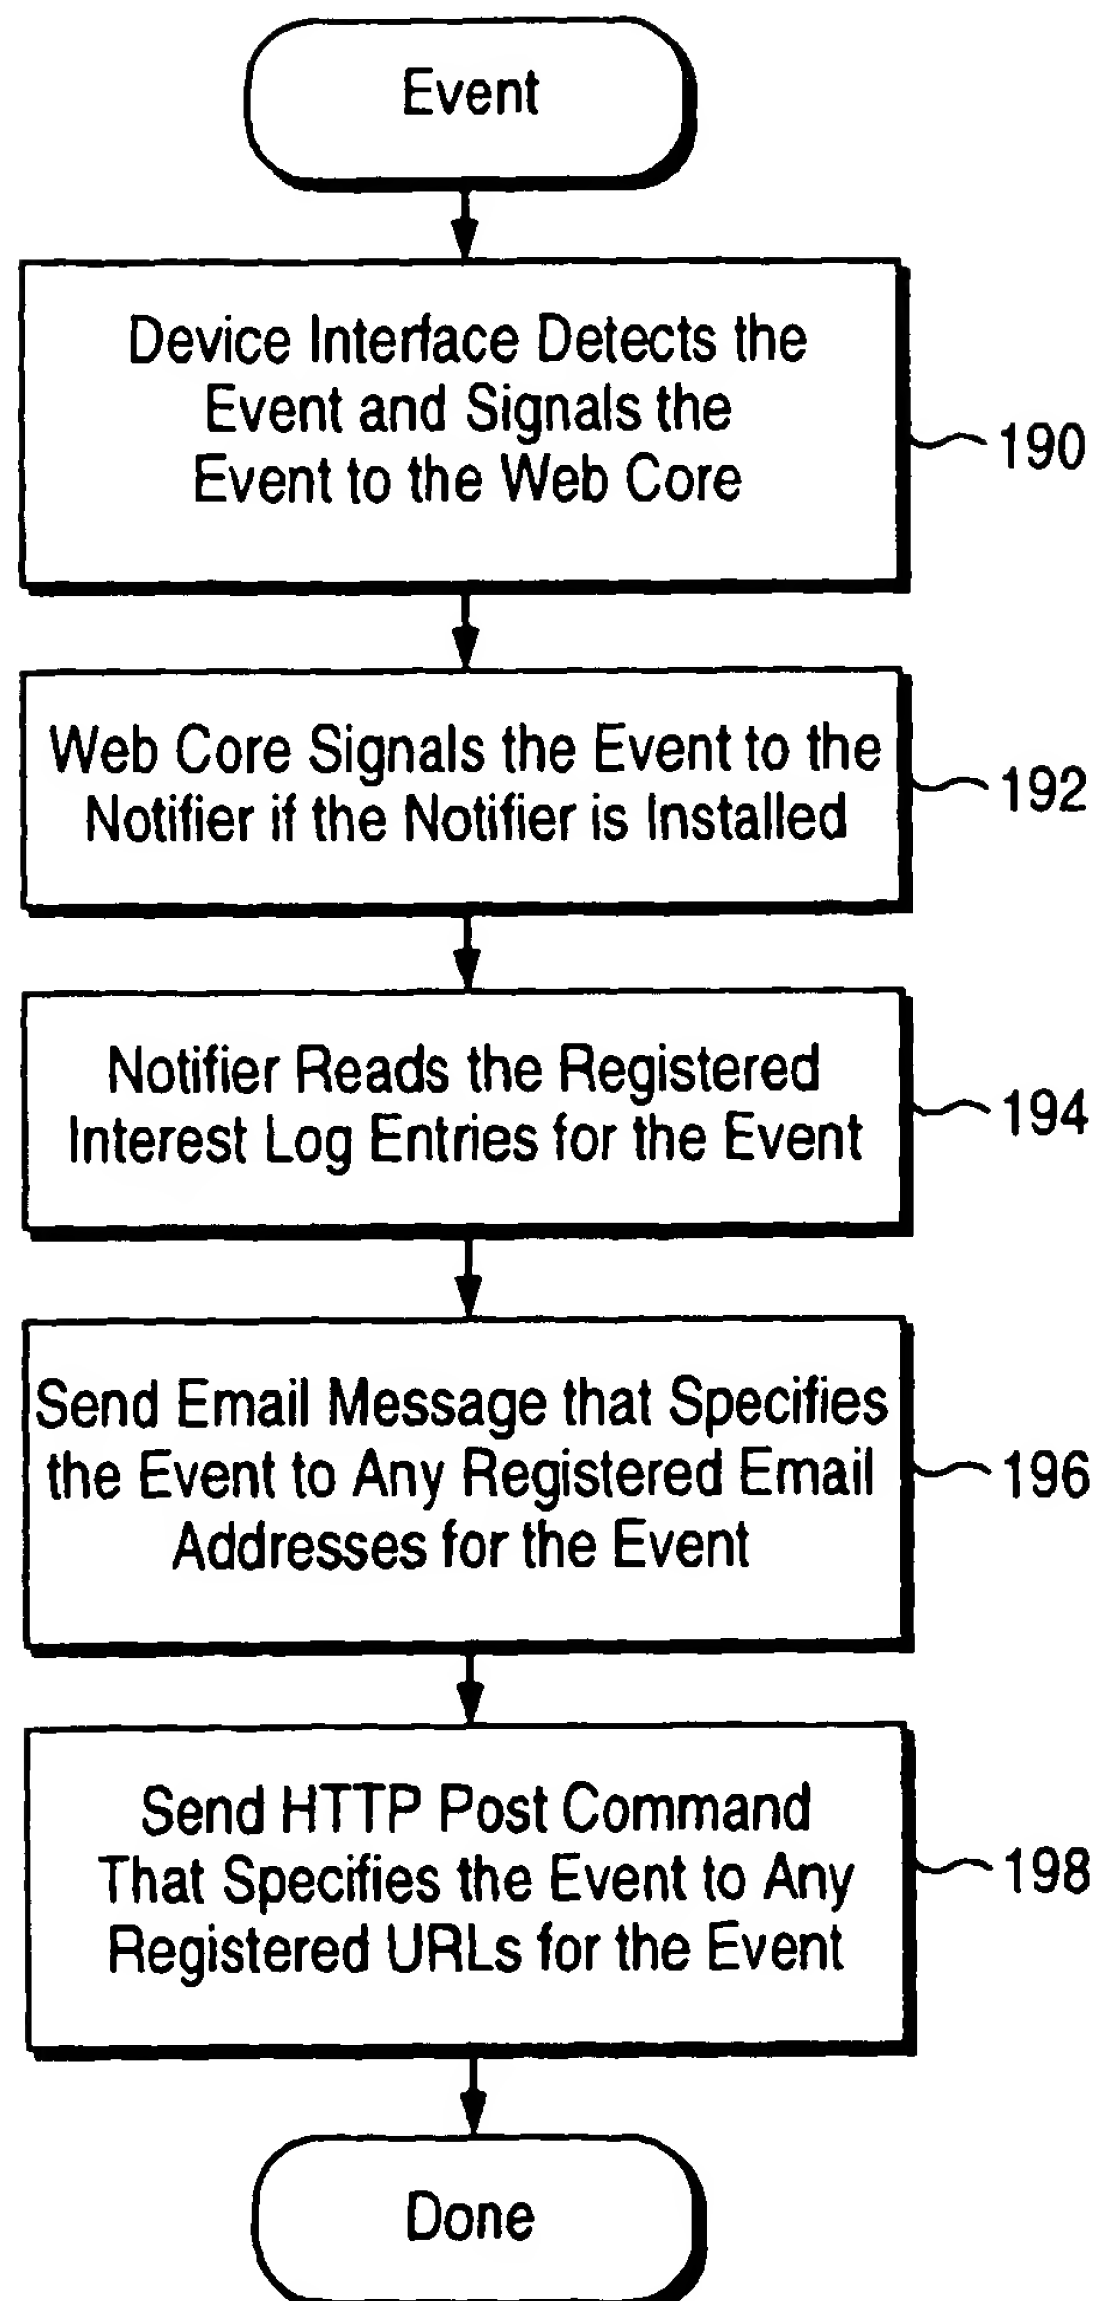 Event
Device Interface Detects the
Event and Signals the
Event to the Web Core
190
Web Core Signals the Event to the
Notifier if the Notifier is Installed
192
Notifier Reads the Registered
Interest Log Entries for the Event
194
Send Email Message that Specifies
the Event to Any Registered Email
Addresses for the Event
196
Send HTTP Post Command
That Specifies the Event to Any
Registered URLs for the Event
198
Done